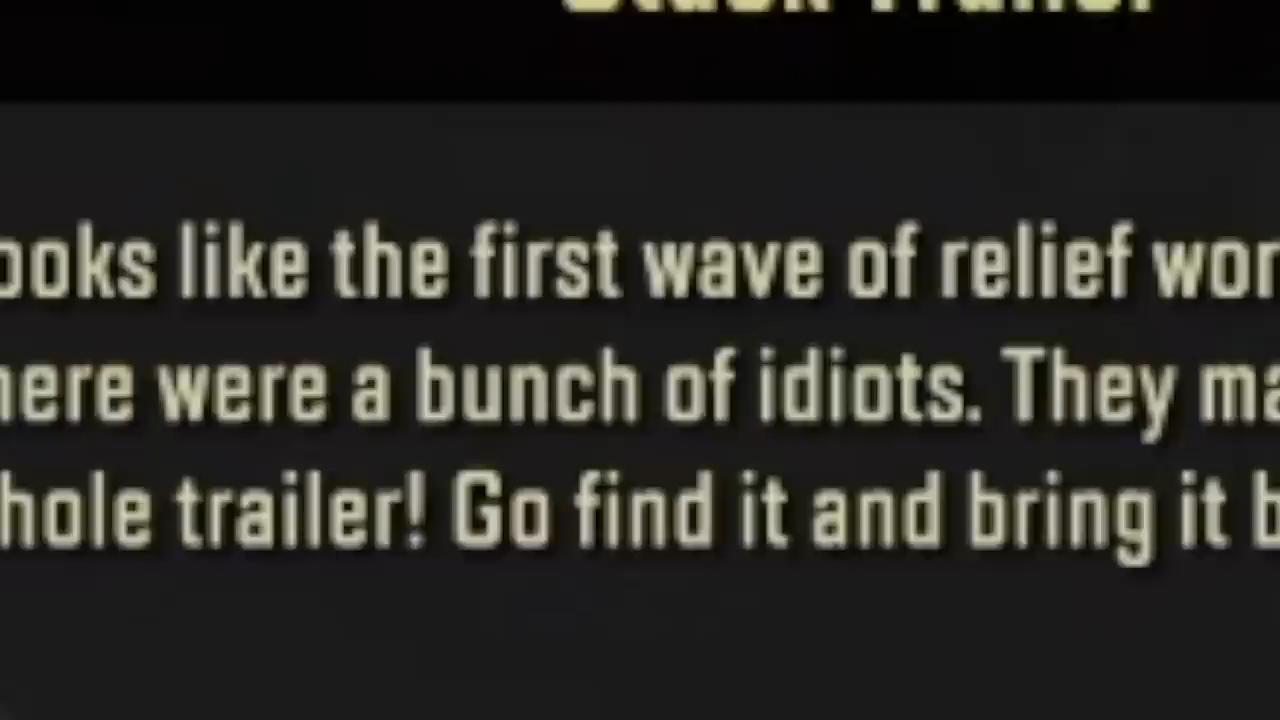 ooks like the first wave of relief wor
here were a bunch of idiots. They ma
hole trailer! Go find it and bring it b